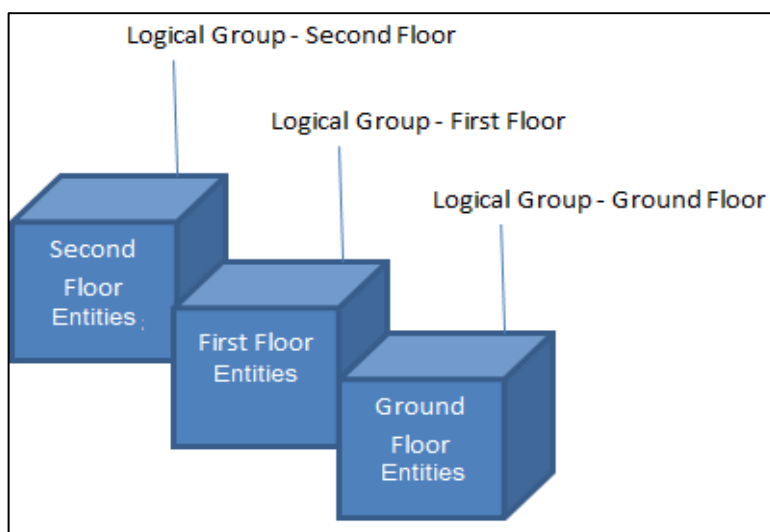 Logical Group - Second Floor
Logical Group - First Floor
Logical Group - Ground Floor
Second
Floor
Entities ;
First Floor
Entities
Ground
Floor
Entities